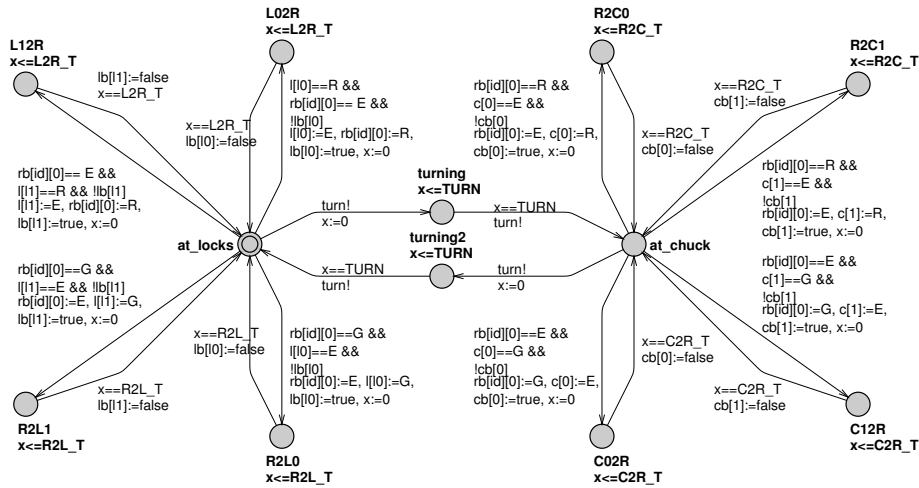 L12R
x<=L2R_T
L02R
x<=L2R_T
R2C0
x<=R2C_T
R2C1
x<=R2C_T
lb[l1]:=false
x==L2R_T
x==L2R_T
lb[l0]:=false
l[l0]==R &&
rb[id][0]== E &&
!lb[l0]
l[l0]:=E, rb[id][0]:=R,
lb[l0]:=true, x:=0
rb[id][0]==R &&
c[0]==E &&
!cb[0]
rb[id][0]:=E, c[0]:=R,
cb[0]:=true, x:=0
x==R2C_T
cb[0]:=false
x==R2C_T
cb[1]:=false
rb[id][0]== E &&
l[l1]==R && !lb[l1]
l[l1]:=E, rb[id][0]:=R,
lb[l1]:=true, x:=0
rb[id][0]==R &&
c[1]==E &&
!cb[1]
rb[id][0]:=E, c[1]:=R,
cb[1]:=true, x:=0
turning
x<=TURN
turn!
x:=0
x==TURN
turn!
at_locks
turning2
x<=TURN
at_chuck
x==TURN
turn!
turn!
x:=0
rb[id][0]==G &&
l[l1]==E && !lb[l1]
rb[id][0]:=E, l[l1]:=G,
lb[l1]:=true, x:=0
rb[id][0]==E &&
c[1]==G &&
!cb[1]
rb[id][0]:=G, c[1]:=E,
cb[1]:=true, x:=0
x==R2L_T
lb[l0]:=false
rb[id][0]==G &&
l[l0]==E &&
!lb[l0]
rb[id][0]:=E, l[l0]:=G,
lb[l0]:=true, x:=0
rb[id][0]==E &&
c[0]==G &&
!cb[0]
rb[id][0]:=G, c[0]:=E,
cb[0]:=true, x:=0
x==C2R_T
cb[0]:=false
x==R2L_T
lb[l1]:=false
x==C2R_T
cb[1]:=false
R2L1
x<=R2L_T
R2L0
x<=R2L_T
C02R
x<=C2R_T
C12R
x<=C2R_T